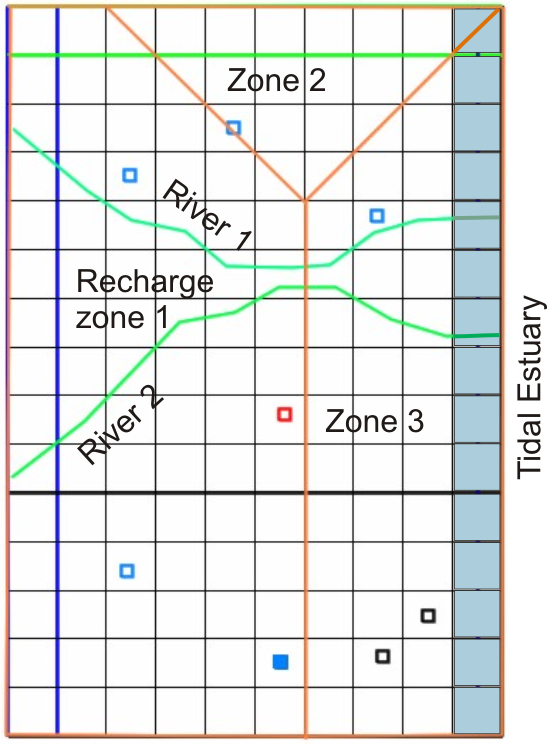 Zone 2
River 1
Recharge
zone 1
River 2
Zone 3
Tidal Estuary